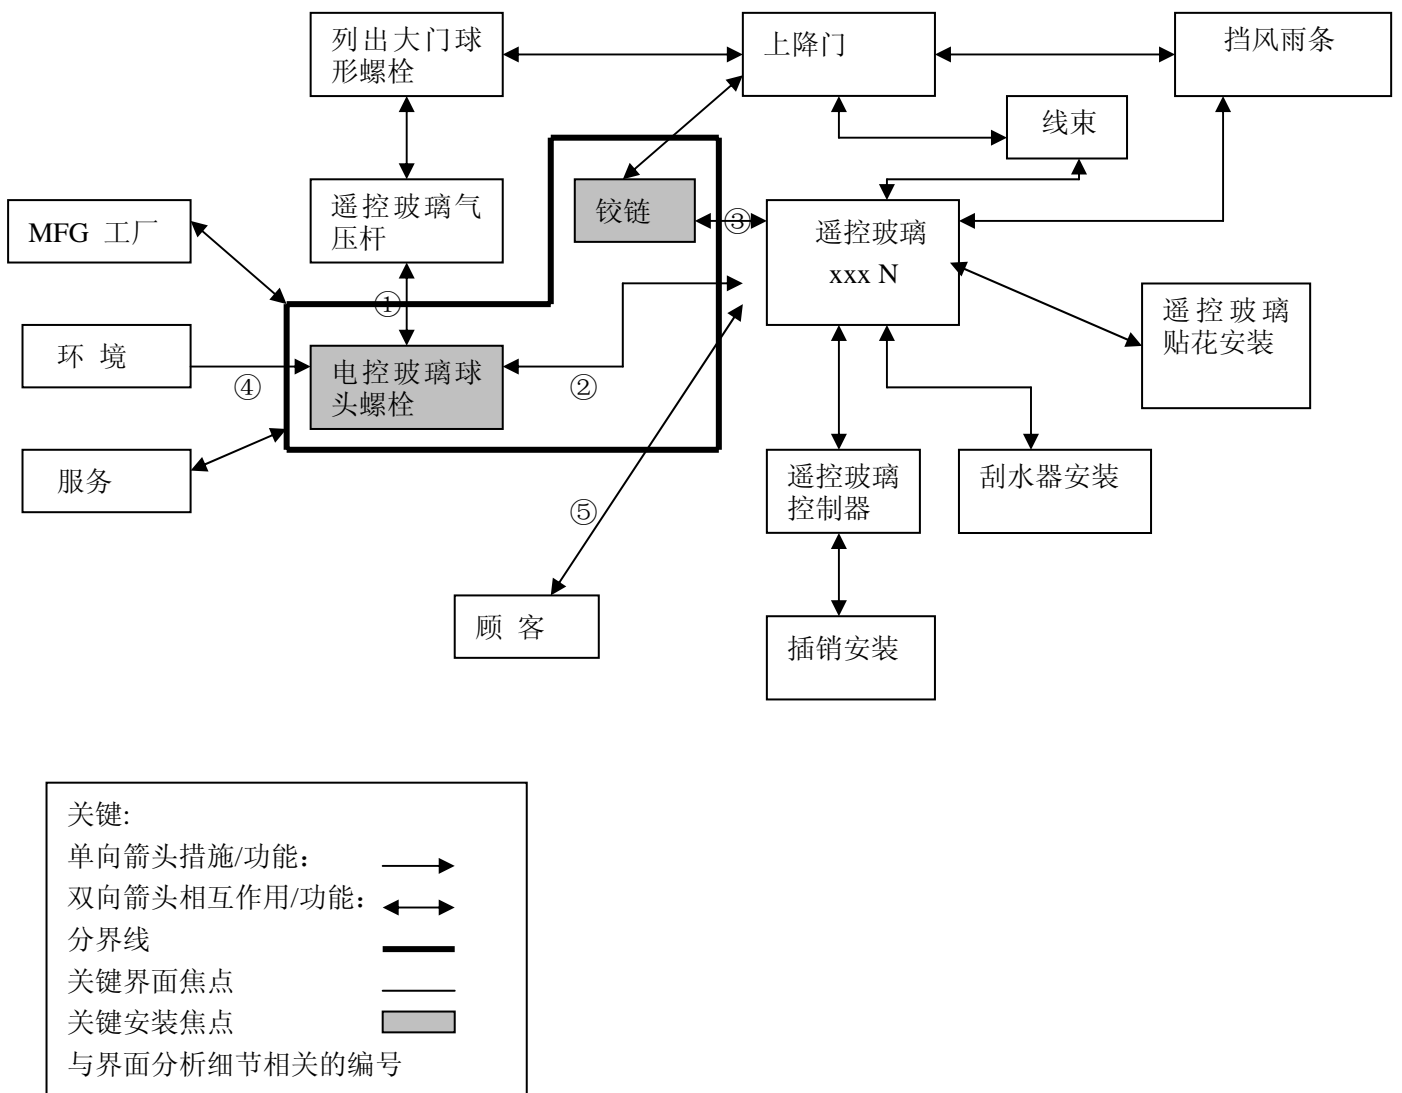 列出大门球
形螺栓
上降门
挡风雨条
线束
遥控玻璃气
压杆
铰链
③
遥控玻璃
xxx N
MFG 工厂
①
遥控玻璃
贴花安装
环 境
④
电控玻璃球
头螺栓
②
服务
遥控玻璃
控制器
刮水器安装
⑤
顾 客
插销安装
关键:
单向箭头措施/功能：
双向箭头相互作用/功能：
分界线
关键界面焦点
关键安装焦点
与界面分析细节相关的编号